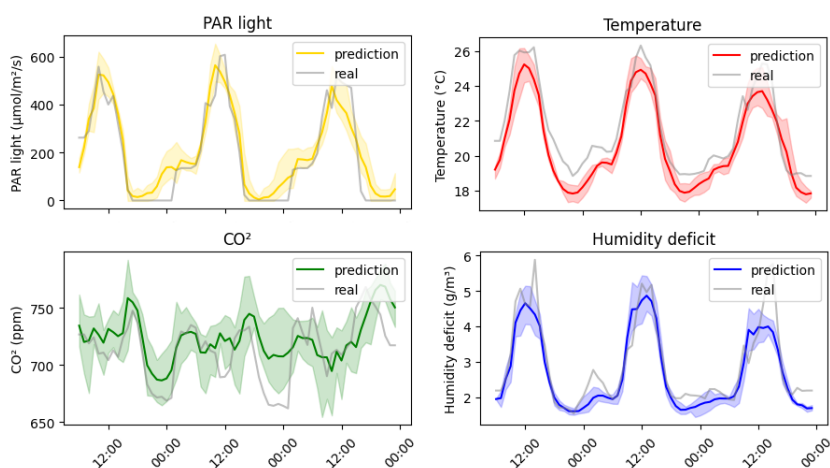 PAR light
PAR light (μmol/m²/s)
600
400
200
0
prediction
real
Temperature
Temperature (°C)
26
24
22
20
18
prediction
real
CO²
CO² (ppm)
750
700
650
prediction
real
12:00
00:00
12:00
00:00
12:00
00:00
Humidity deficit
Humidity deficit (g/m³)
6
5
4
3
2
prediction
real
12:00
00:00
12:00
00:00
12:00
00:00